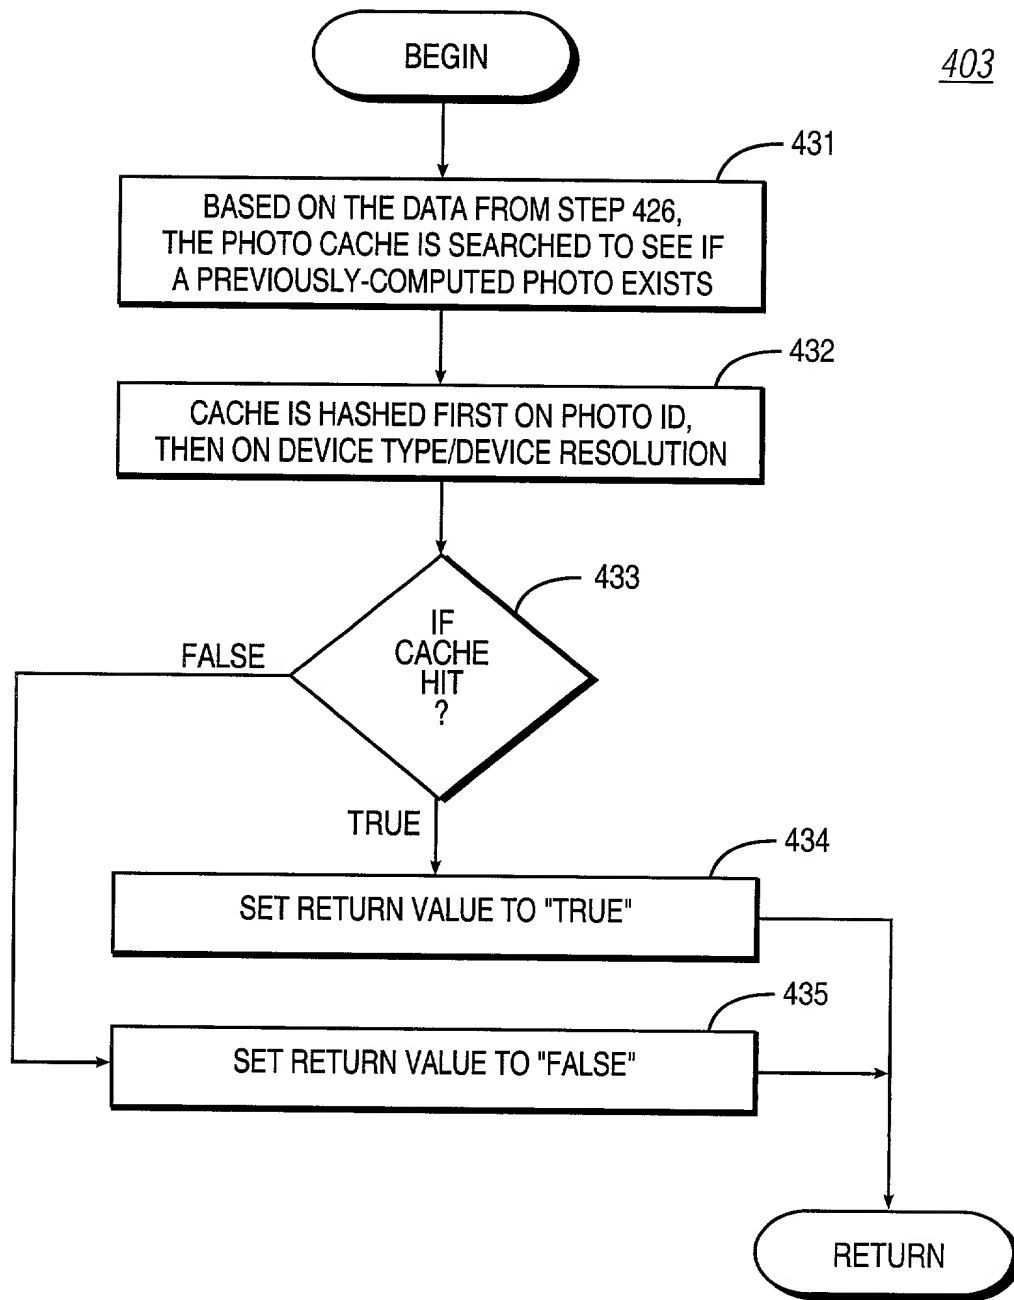 BEGIN
403
431
BASED ON THE DATA FROM STEP 426,
THE PHOTO CACHE IS SEARCHED TO SEE IF
A PREVIOUSLY-COMPUTED PHOTO EXISTS
432
CACHE IS HASHED FIRST ON PHOTO ID,
THEN ON DEVICE TYPE/DEVICE RESOLUTION
433
IF
CACHE
HIT
?
FALSE
TRUE
434
SET RETURN VALUE TO "TRUE"
435
SET RETURN VALUE TO "FALSE"
RETURN